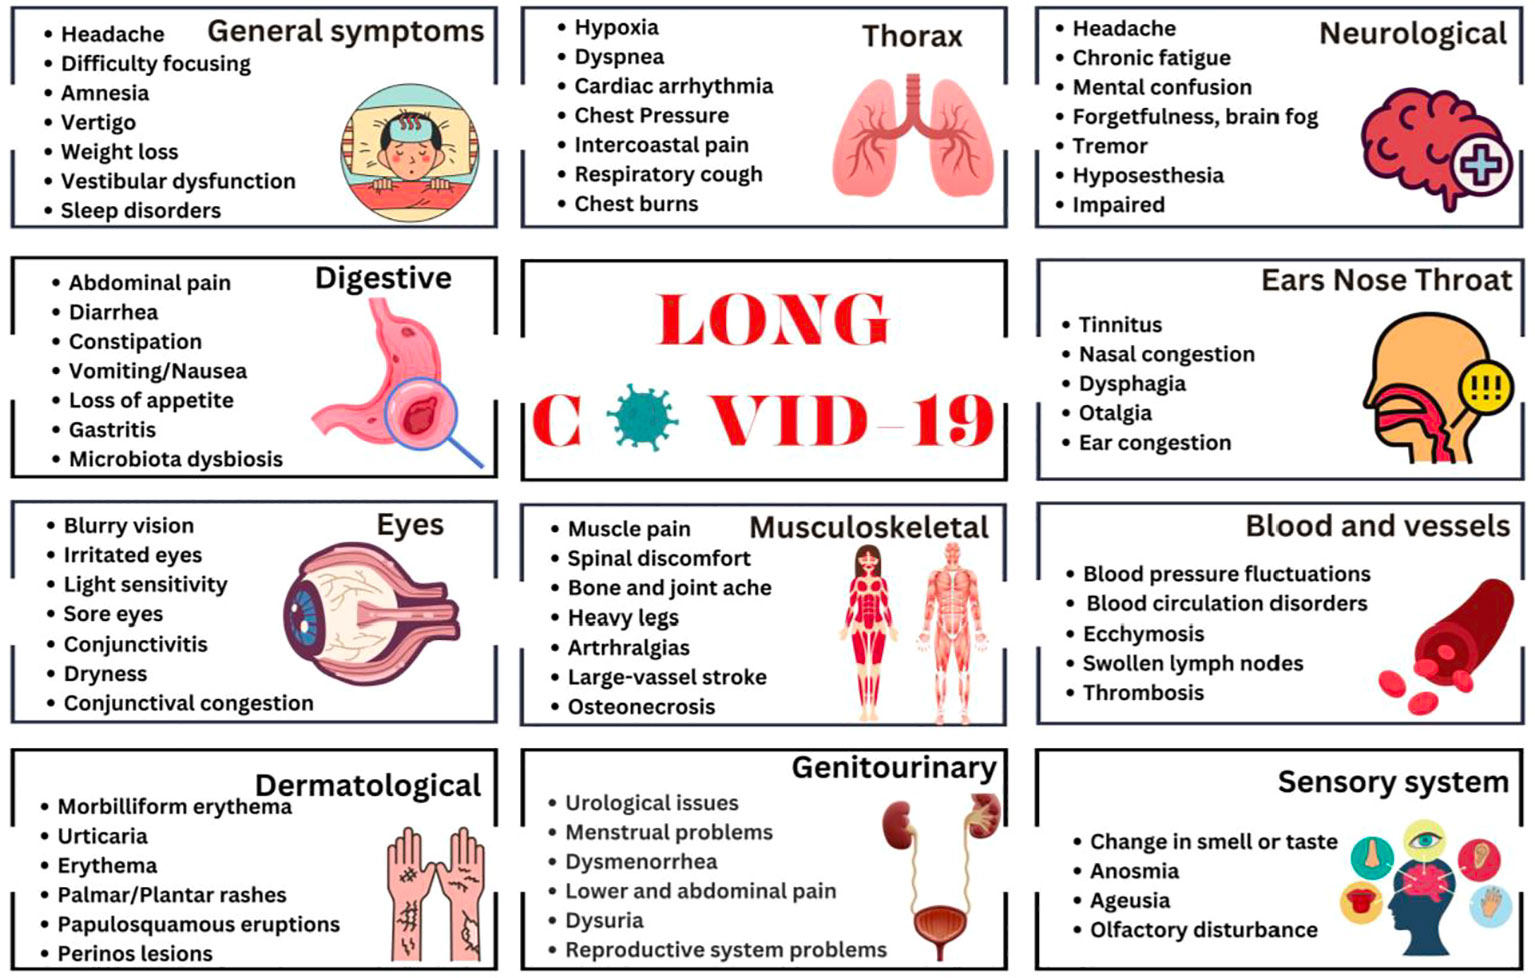 General symptoms
• Headache
• Difficulty focusing
• Amnesia
• Vertigo
• Weight loss
• Vestibular dysfunction
• Sleep disorders
Thorax
• Hypoxia
• Dyspnea
• Cardiac arrhythmia
• Chest Pressure
• Intercoastal pain
• Respiratory cough
• Chest burns
Neurological
• Headache
• Chronic fatigue
• Mental confusion
• Forgetfulness, brain fog
• Tremor
• Hyposesthesia
• Impaired
Digestive
• Abdominal pain
• Diarrhea
• Constipation
• Vomiting/Nausea
• Loss of appetite
• Gastritis
• Microbiota dysbiosis
LONG
C VID-19
Ears Nose Throat
• Tinnitus
• Nasal congestion
• Dysphagia
• Otalgia
• Ear congestion
!!!
Eyes
• Blurry vision
• Irritated eyes
• Light sensitivity
• Sore eyes
• Conjunctivitis
• Dryness
• Conjunctival congestion
Musculoskeletal
• Muscle pain
• Spinal discomfort
• Bone and joint ache
• Heavy legs
• Artrhralgias
• Large-vassel stroke
• Osteonecrosis
Blood and vessels
• Blood pressure fluctuations
• Blood circulation disorders
• Ecchymosis
• Swollen lymph nodes
• Thrombosis
Dermatological
• Morbilliform erythema
• Urticaria
• Erythema
• Palmar/Plantar rashes
• Papulosquamous eruptions
• Perinos lesions
Genitourinary
• Urological issues
• Menstrual problems
• Dysmenorrhea
• Lower and abdominal pain
• Dysuria
• Reproductive system problems
Sensory system
• Change in smell or taste
• Anosmia
• Ageusia
• Olfactory disturbance